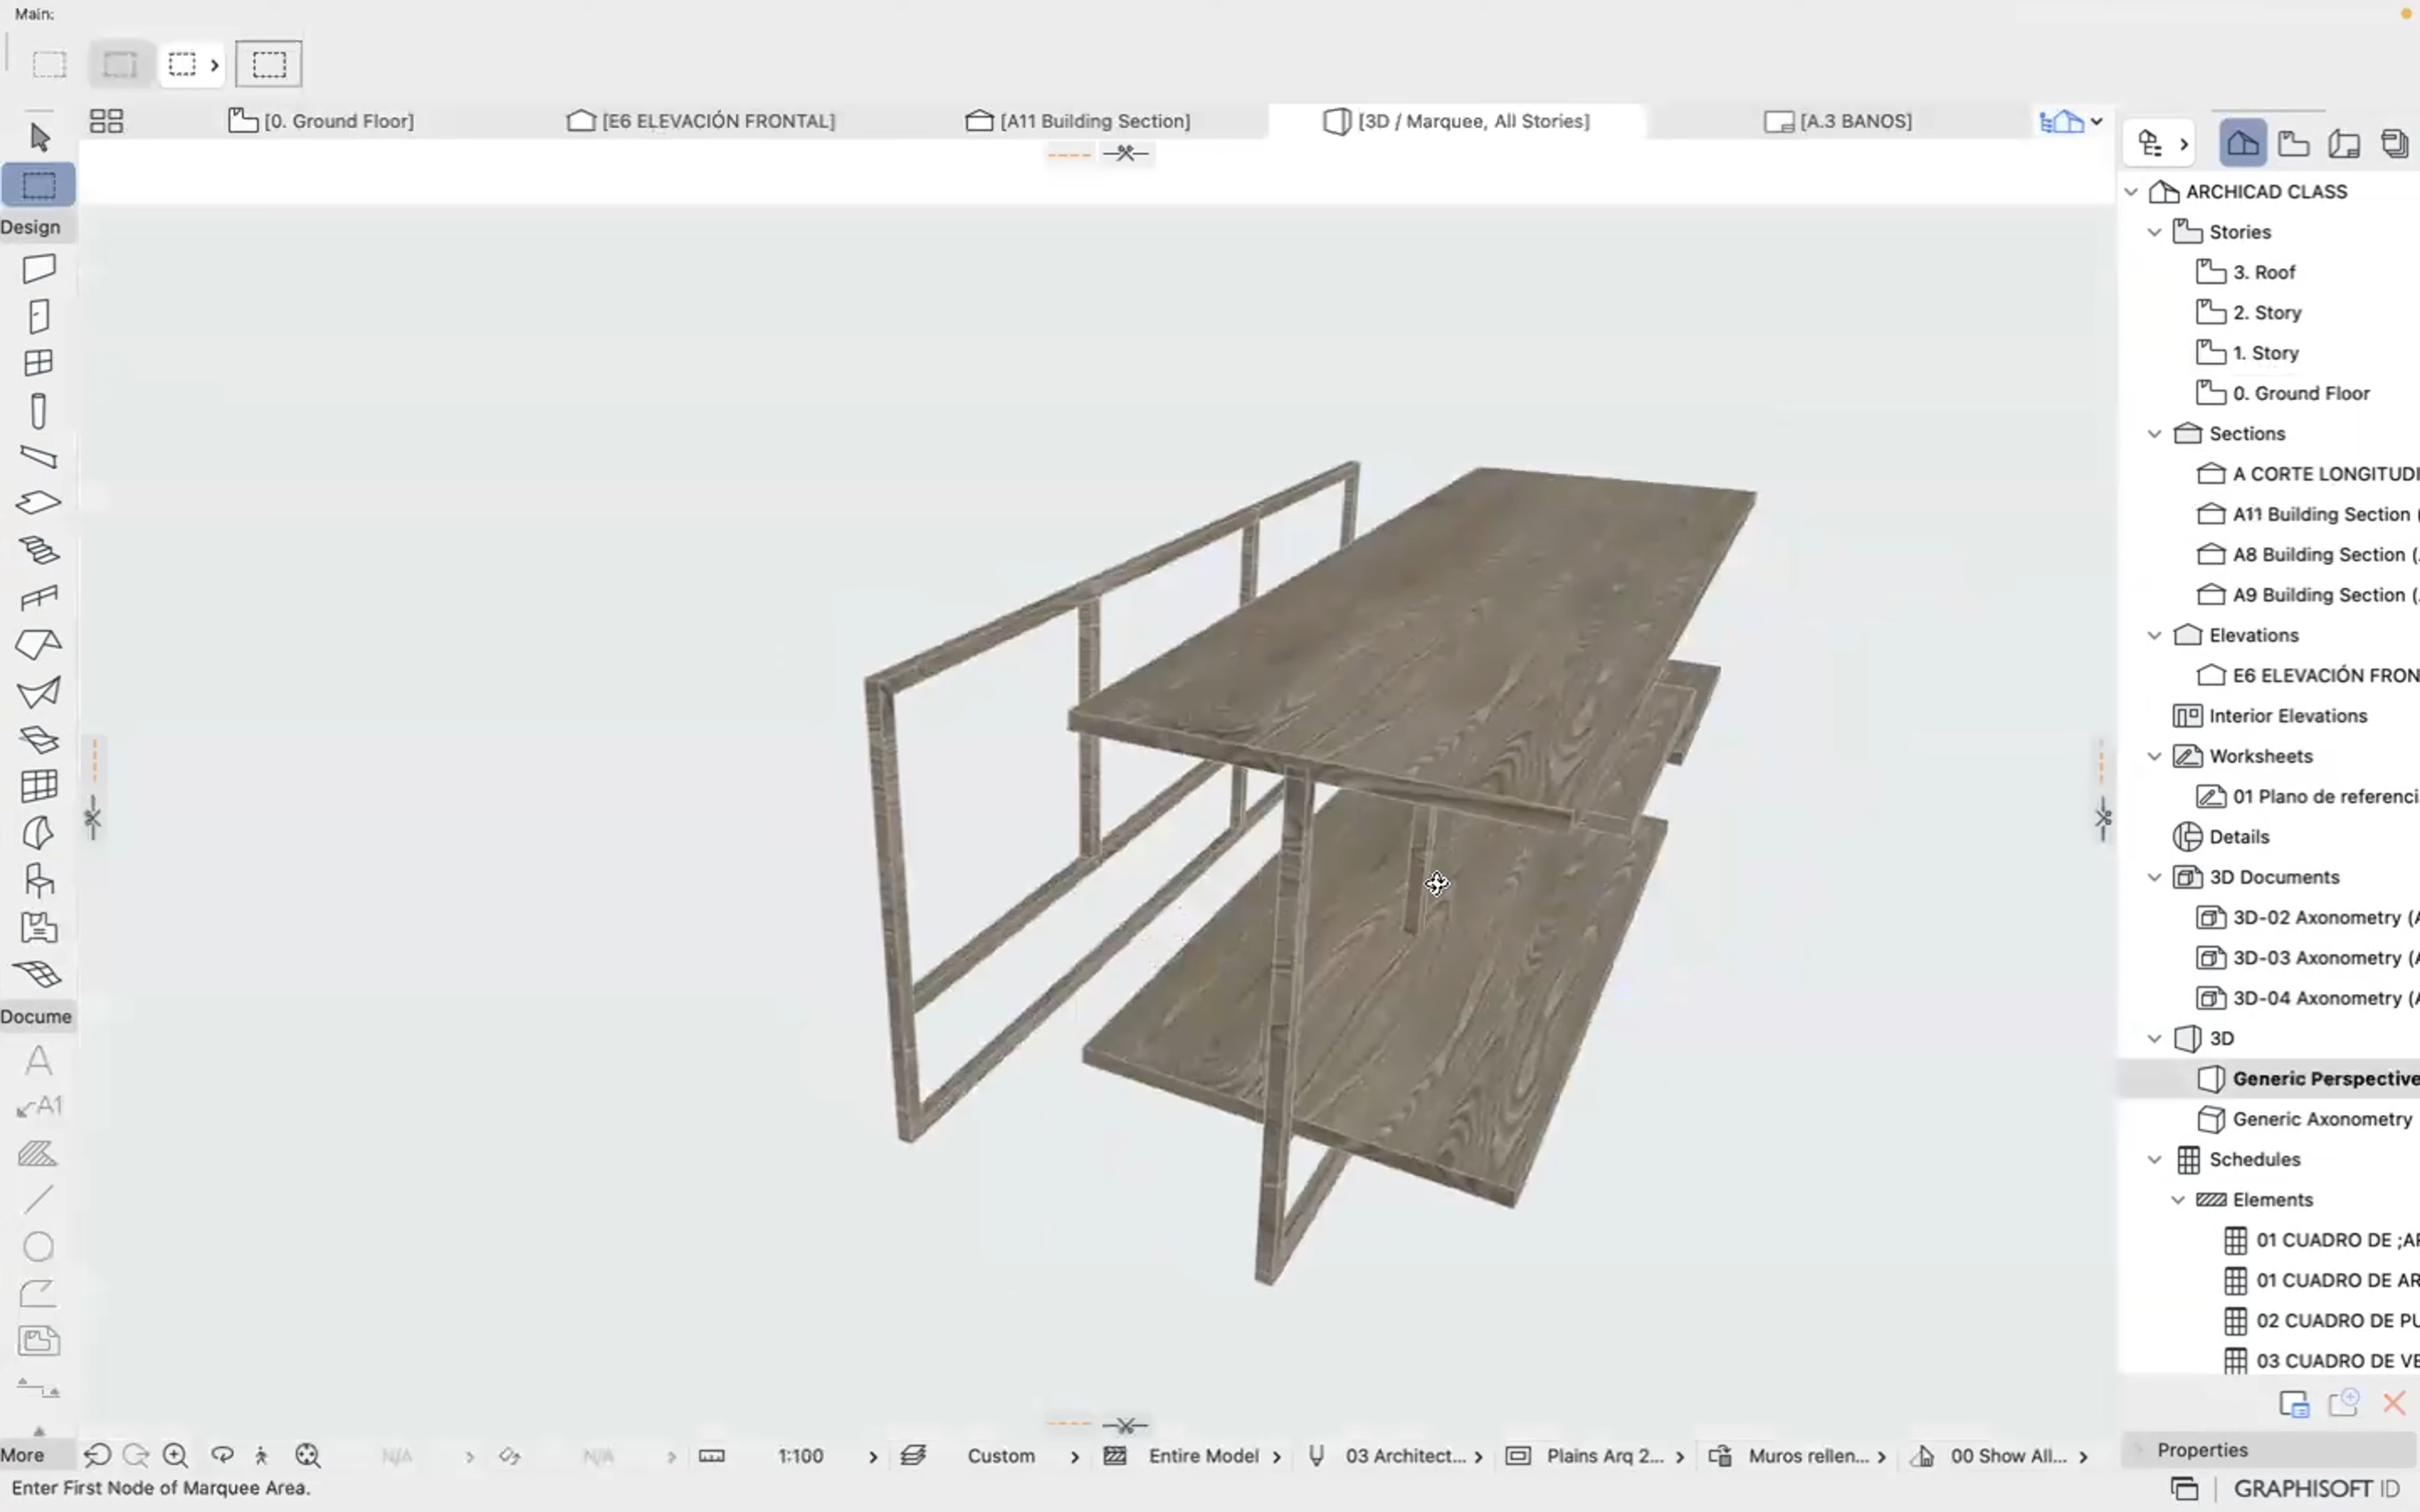 Main:
[0. Ground Floor]
[E6 ELEVACIÓN FRONTAL]
[A11 Building Section]
[3D / Marquee, All Stories]
[A.3 BANOS]
Design
Docume
A1
More
ARCHICAD CLASS
Stories
3. Roof
2. Story
1. Story
0. Ground Floor
Sections
A CORTE LONGITUDI
A11 Building Section (
A8 Building Section (.
A9 Building Section (.
Elevations
E6 ELEVACIÓN FRON
Interior Elevations
Worksheets
01 Plano de referenci
Details
3D Documents
3D-02 Axonometry (A
3D-03 Axonometry (A
3D-04 Axonometry (A
3D
Generic Perspective
Generic Axonometry
Schedules
Elements
01 CUADRO DE ;AR
01 CUADRO DE AR
02 CUADRO DE PU
03 CUADRO DE VE
N/A
N/A
1:100
Custom
Entire Model
03 Architect...
Plains Arq 2...
Muros rellen...
00 Show All...
Properties
Enter First Node of Marquee Area.
GRAPHISOFT ID